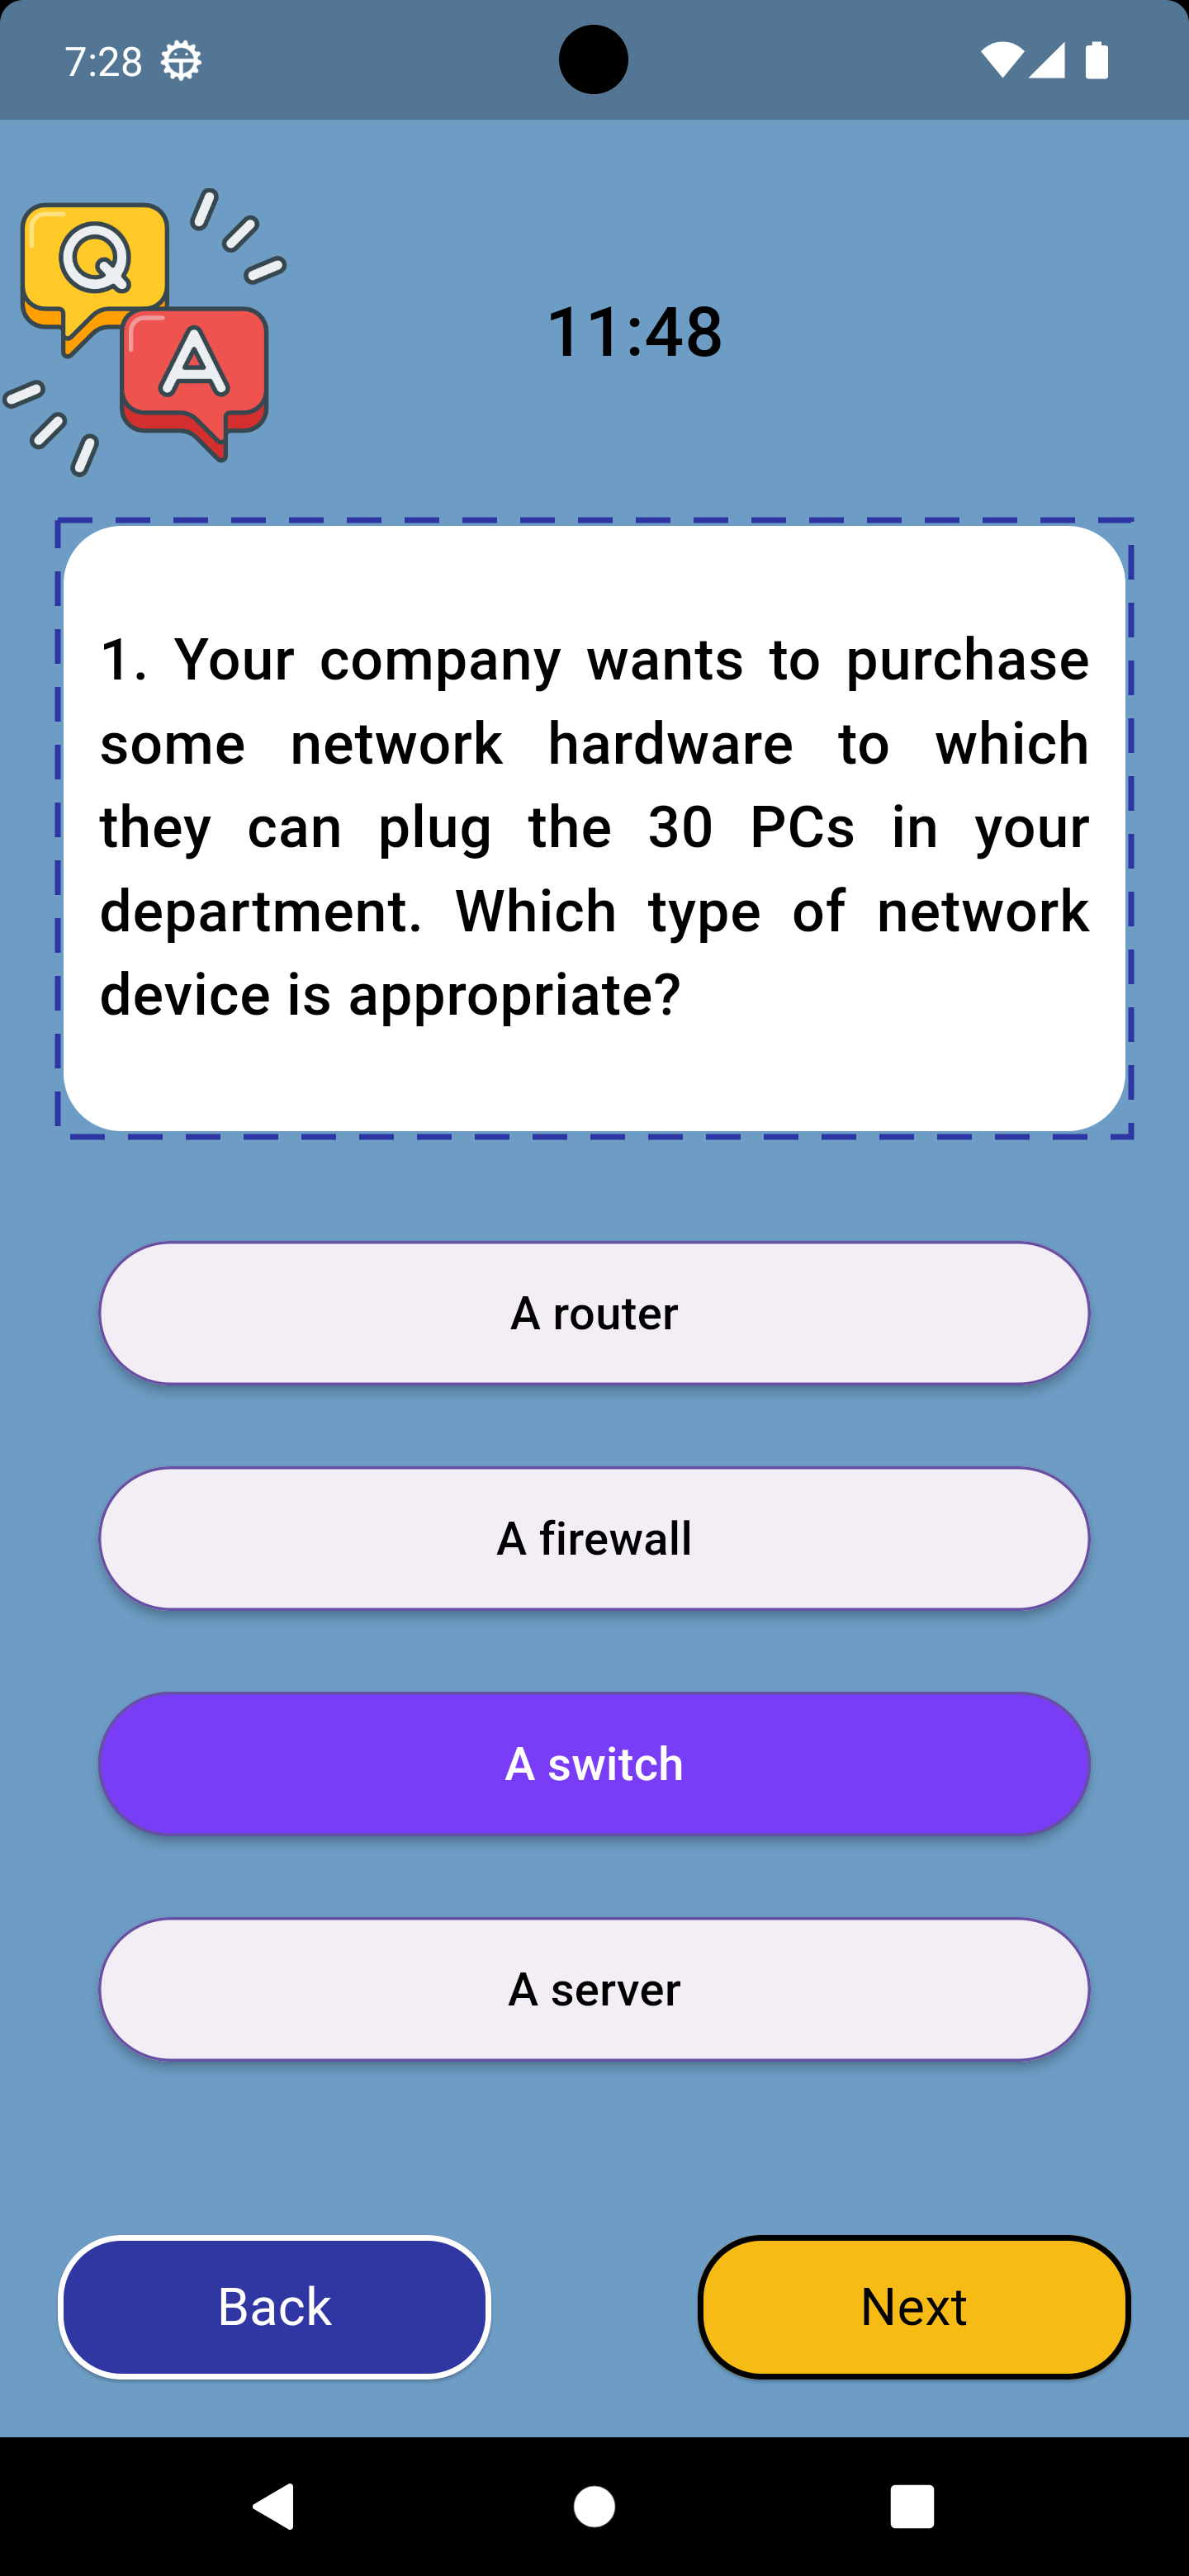 7:28
Q
A
11:48
1. Your company wants to purchase
some network hardware to which
they can plug the 30 PCs in your
department. Which type of network
device is appropriate?
A router
A firewall
A switch
A server
Back
Next